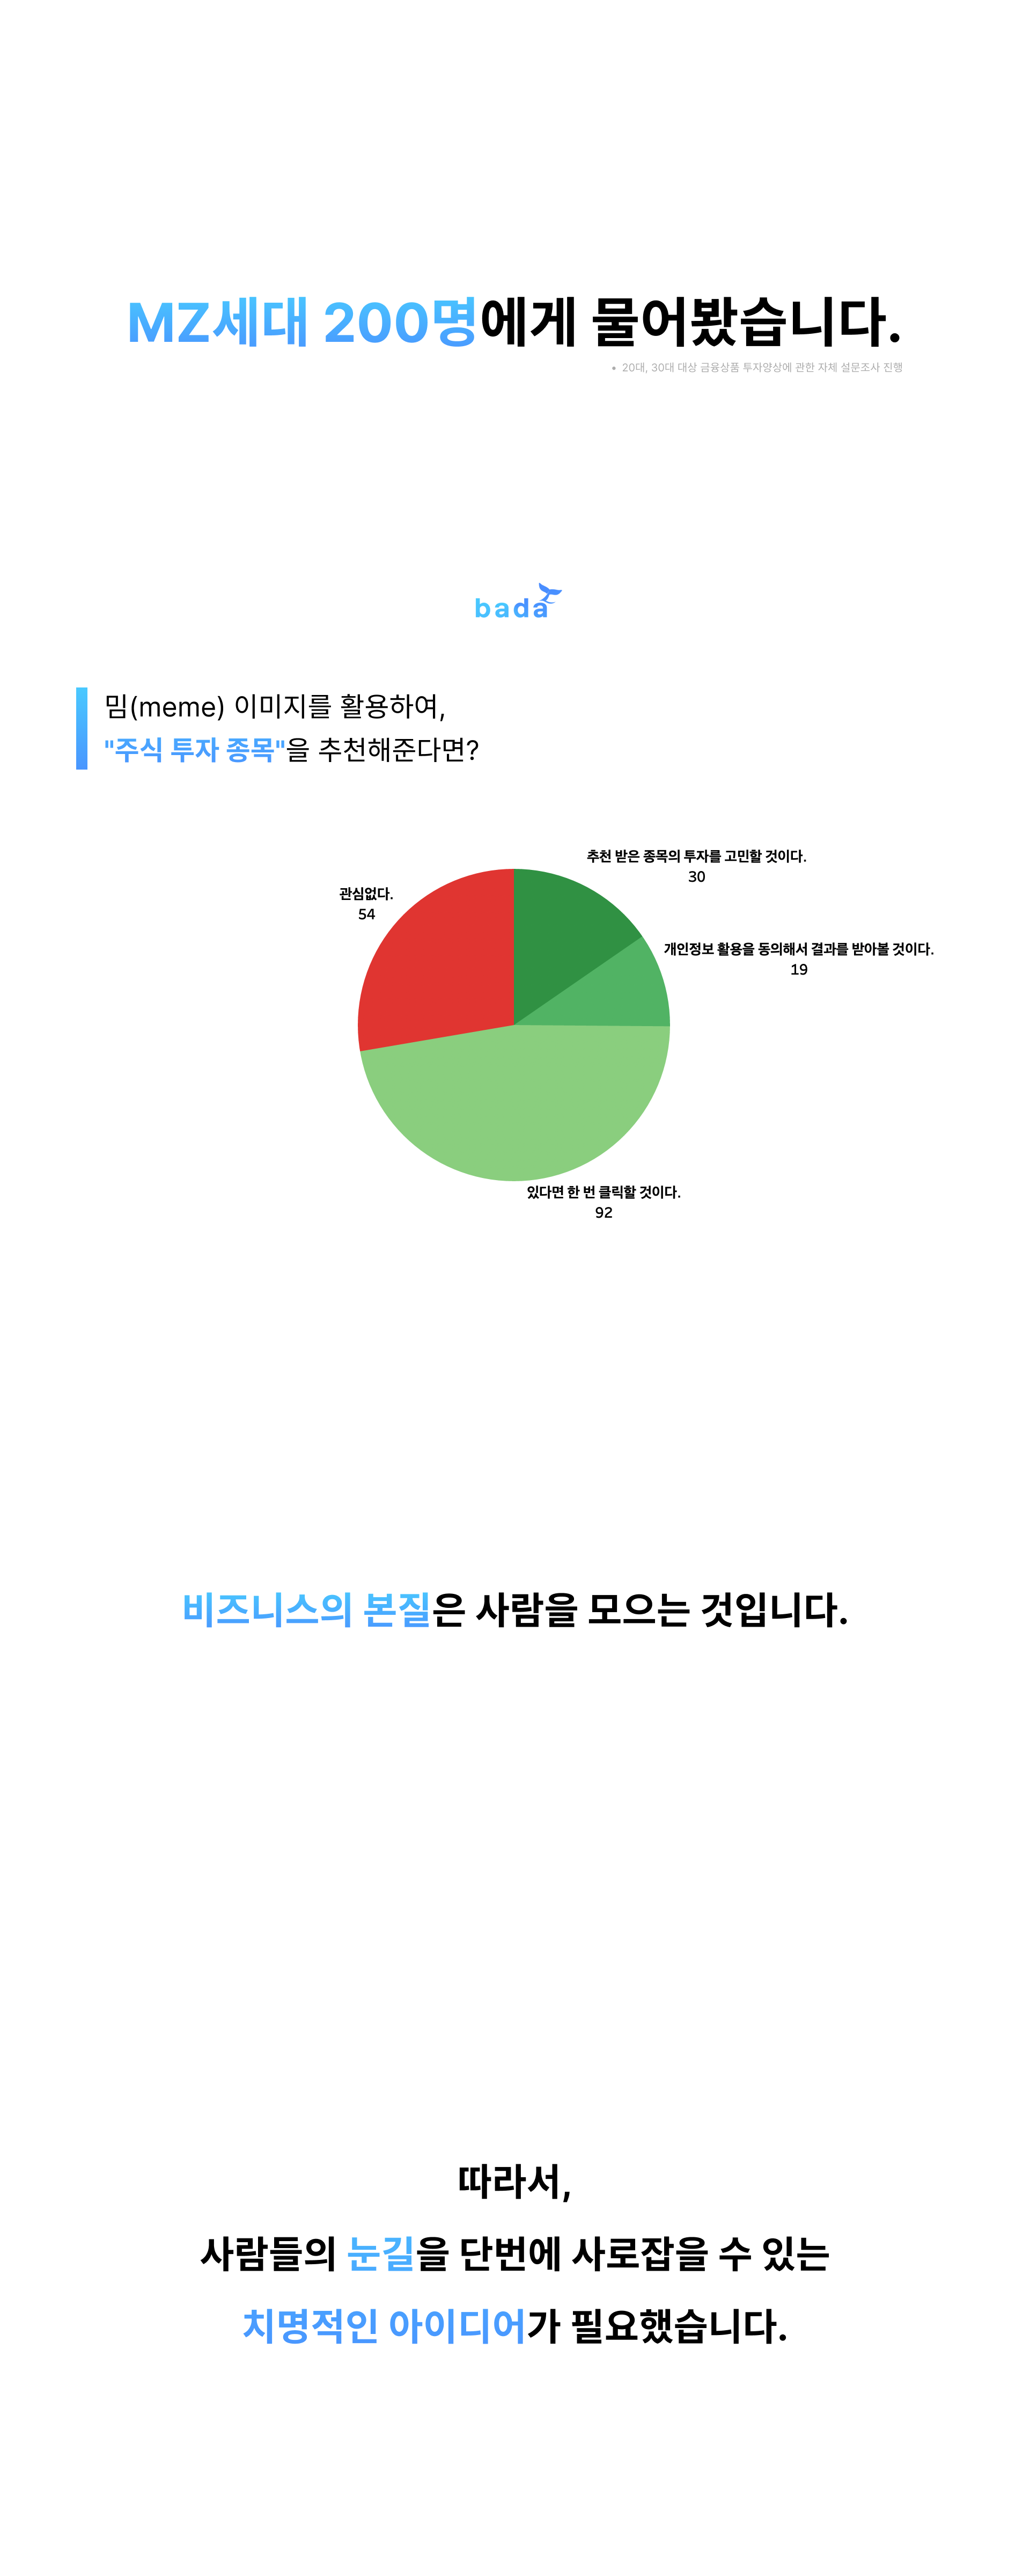 MZ세대 200명에게 물어봤습니다.
• 20대, 30대 대상 금융상품 투자양상에 관한 자체 설문조사 진행
bada
밈(meme) 이미지를 활용하여,
"주식 투자 종목"을 추천해준다면?
추천 받은 종목의 투자를 고민할 것이다.
30
관심없다.
54
개인정보 활용을 동의해서 결과를 받아볼 것이다.
19
있다면 한 번 클릭할 것이다.
92
비즈니스의 본질은 사람을 모으는 것입니다.
따라서,
사람들의 눈길을 단번에 사로잡을 수 있는
치명적인 아이디어가 필요했습니다.